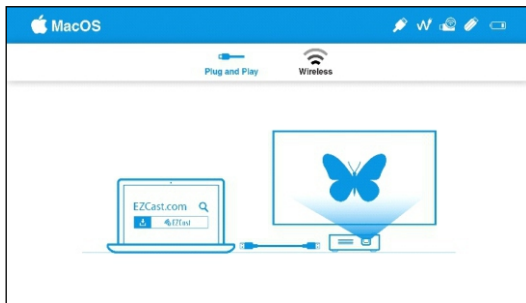 MacOS
Plug and Play
Wireless
EZCast.com
EZCast